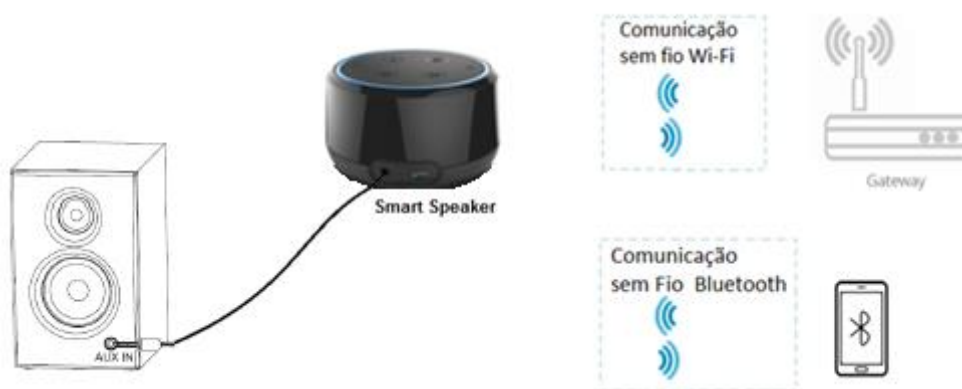 Comunicação
sem fio Wi-Fi
Gateway
Smart Speaker
Comunicação
sem Fio Bluetooth
AUX IN